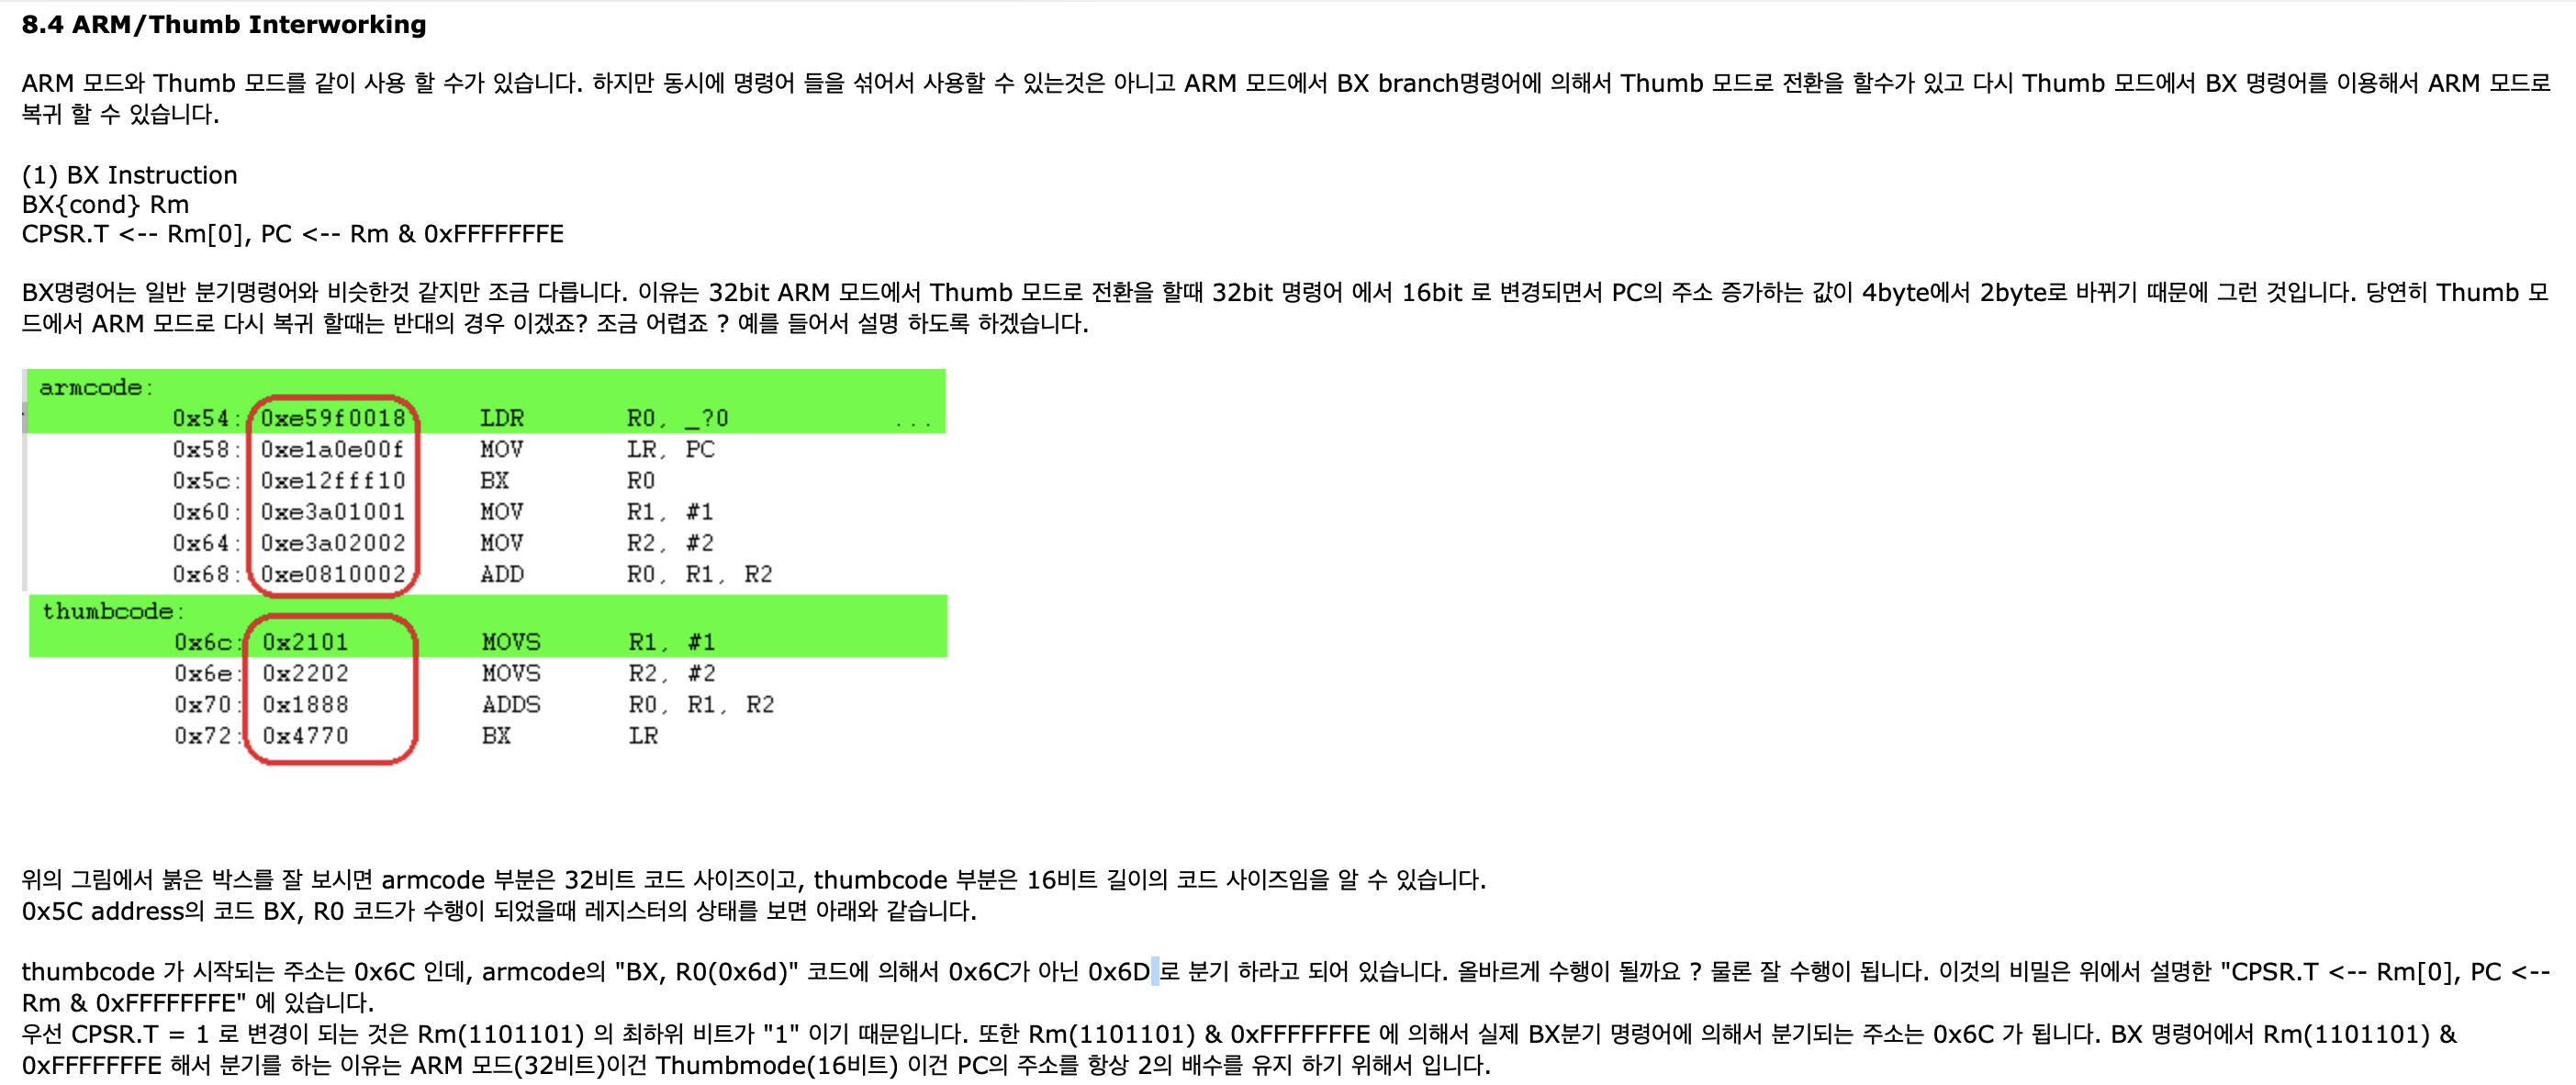 8.4 ARM/Thumb Interworking
ARM 모드와 Thumb 모드를 같이 사용 할 수가 있습니다. 하지만 동시에 명령어 들을 섞어서 사용할 수 있는것은 아니고 ARM 모드에서 BX branch명령어에 의해서 Thumb 모드로 전환을 할수가 있고 다시 Thumb 모드에서 BX 명령어를 이용해서 ARM 모드로
복귀 할 수 있습니다.
(1) BX Instruction
BX{cond} Rm
CPSR.T <-- Rm[0], PC <-- Rm & 0xFFFFFFFE
BX명령어는 일반 분기명령어와 비슷한것 같지만 조금 다릅니다. 이유는 32bit ARM 모드에서 Thumb 모드로 전환을 할때 32bit 명령어 에서 16bit 로 변경되면서 PC의 주소 증가하는 값이 4byte에서 2byte로 바뀌기 때문에 그런 것입니다. 당연히 Thumb 모
드에서 ARM 모드로 다시 복귀 할때는 반대의 경우 이겠죠? 조금 어렵죠 ? 예를 들어서 설명 하도록 하겠습니다.
armcode:
0x54: 0xe59f0018 LDR R0, _?0 ...
0x58: 0xe1a0e00f MOV LR, PC
0x5c: 0xe12fff10 BX R0
0x60: 0xe3a01001 MOV R1, #1
0x64: 0xe3a02002 MOV R2, #2
0x68: 0xe0810002 ADD R0, R1, R2
thumbcode:
0x6c: 0x2101 MOVS R1, #1
0x6e: 0x2202 MOVS R2, #2
0x70: 0x1888 ADDS R0, R1, R2
0x72: 0x4770 BX LR
위의 그림에서 붉은 박스를 잘 보시면 armcode 부분은 32비트 코드 사이즈이고, thumbcode 부분은 16비트 길이의 코드 사이즈임을 알 수 있습니다.
0x5C address의 코드 BX, R0 코드가 수행이 되었을때 레지스터의 상태를 보면 아래와 같습니다.
thumbcode 가 시작되는 주소는 0x6C 인데, armcode의 "BX, R0(0x6d)" 코드에 의해서 0x6C가 아닌 0x6D 로 분기 하라고 되어 있습니다. 올바르게 수행이 될까요 ? 물론 잘 수행이 됩니다. 이것의 비밀은 위에서 설명한 "CPSR.T <-- Rm[0], PC <--
Rm & 0xFFFFFFFE" 에 있습니다.
우선 CPSR.T = 1 로 변경이 되는 것은 Rm(1101101) 의 최하위 비트가 "1" 이기 때문입니다. 또한 Rm(1101101) & 0xFFFFFFFE 에 의해서 실제 BX분기 명령어에 의해서 분기되는 주소는 0x6C 가 됩니다. BX 명령어에서 Rm(1101101) &
0xFFFFFFFE 해서 분기를 하는 이유는 ARM 모드(32비트)이건 Thumbmode(16비트) 이건 PC의 주소를 항상 2의 배수를 유지 하기 위해서 입니다.